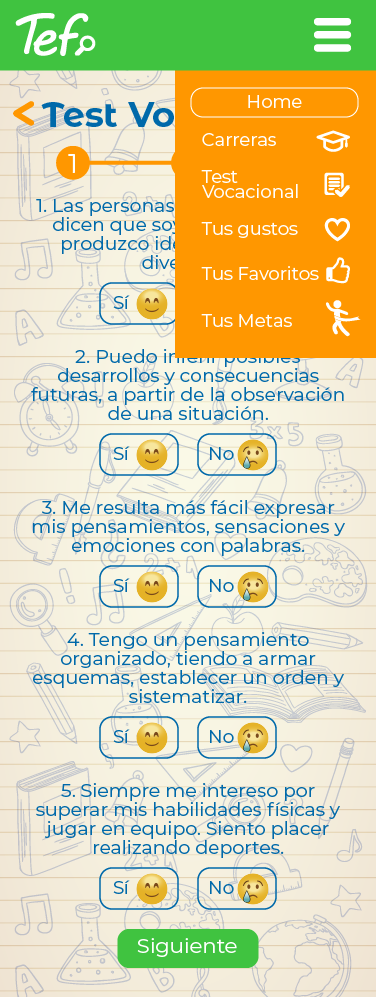 Tef
Home
Carreras
Test
Vocacional
Tus gustos
Tus Favoritos
Tus Metas
Test Vo
1
1. Las personas
dicen que soy
produzco ide
dive
Sí
2. Puedo inferir posibles
desarrollos y consecuencias
futuras, a partir de la observación
de una situación.
Sí No
3. Me resulta más fácil expresar
mis pensamientos, sensaciones y
emociones con palabras.
Sí No
4. Tengo un pensamiento
organizado, tiendo a armar
esquemas, establecer un orden y
sistematizar.
Sí No
5. Siempre me intereso por
superar mis habilidades físicas y
jugar en equipo. Siento placer
realizando deportes.
Sí No
Siguiente